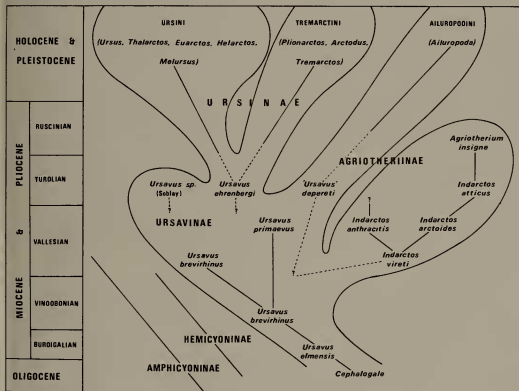 URSINI
TREMARCTINI
AILUROPODINI
HOLOCENE &
PLEISTOCENE
(Ursus, Thalarctos, Euarctos, Helarctos,
Melursus)
(Plionarctos, Arctodus,
Tremarctos)
(Ailuropoda)
URSINAE
PLIOCENE
&
MIOCENE
RUSCINIAN
Agriotherium
insigne
AGRIOTHERIINAE
TUROLIAN
Ursavus sp.
(Soblay)
?
Ursavus
ehrenbergi
?
Ursavus
depereti
?
Indarctos
atticus
URSAVINAE
VALLESIAN
Ursavus
primaevus
Indarctos
anthracitis
Indarctos
arctoides
Ursavus
brevirhinus
Indarctos
vireti
?
VINDOBONIAN
Ursavus
brevirhinus
HEMICYONINAE
BURDIGALIAN
Ursavus
elmensis
AMPHICYONINAE
OLIGOCENE
Cephalogale